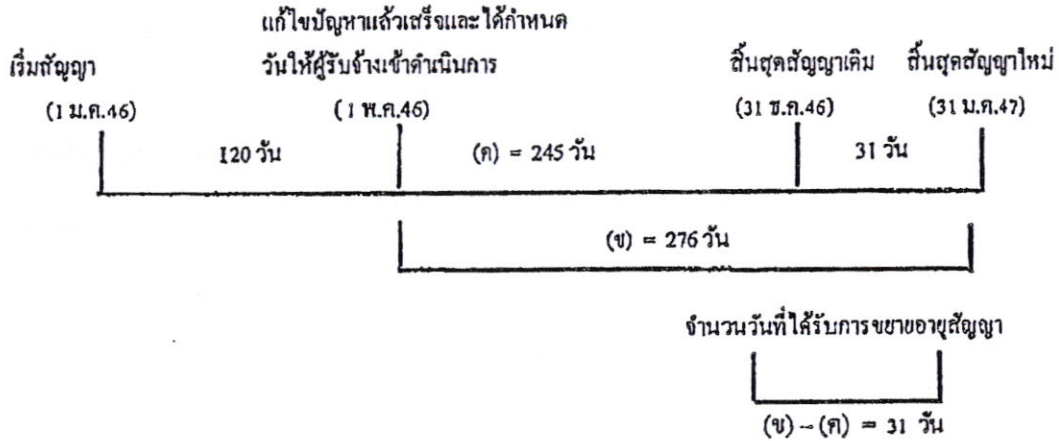 แก้ไขปัญหาแล้วเสร็จและได้กำหนด
เริ่มสัญญา วันให้ผู้รับจ้างเข้าดำเนินการ สิ้นสุดสัญญาเดิม สิ้นสุดสัญญาใหม่
(1 ม.ค.46) (1 พ.ค.46) (31 ธ.ค.46) (31 ม.ค.47)
120 วัน (ค) = 245 วัน 31 วัน
(ข) = 276 วัน
จำนวนวันที่ได้รับการขยายอายุสัญญา
(ข) – (ค) = 31 วัน